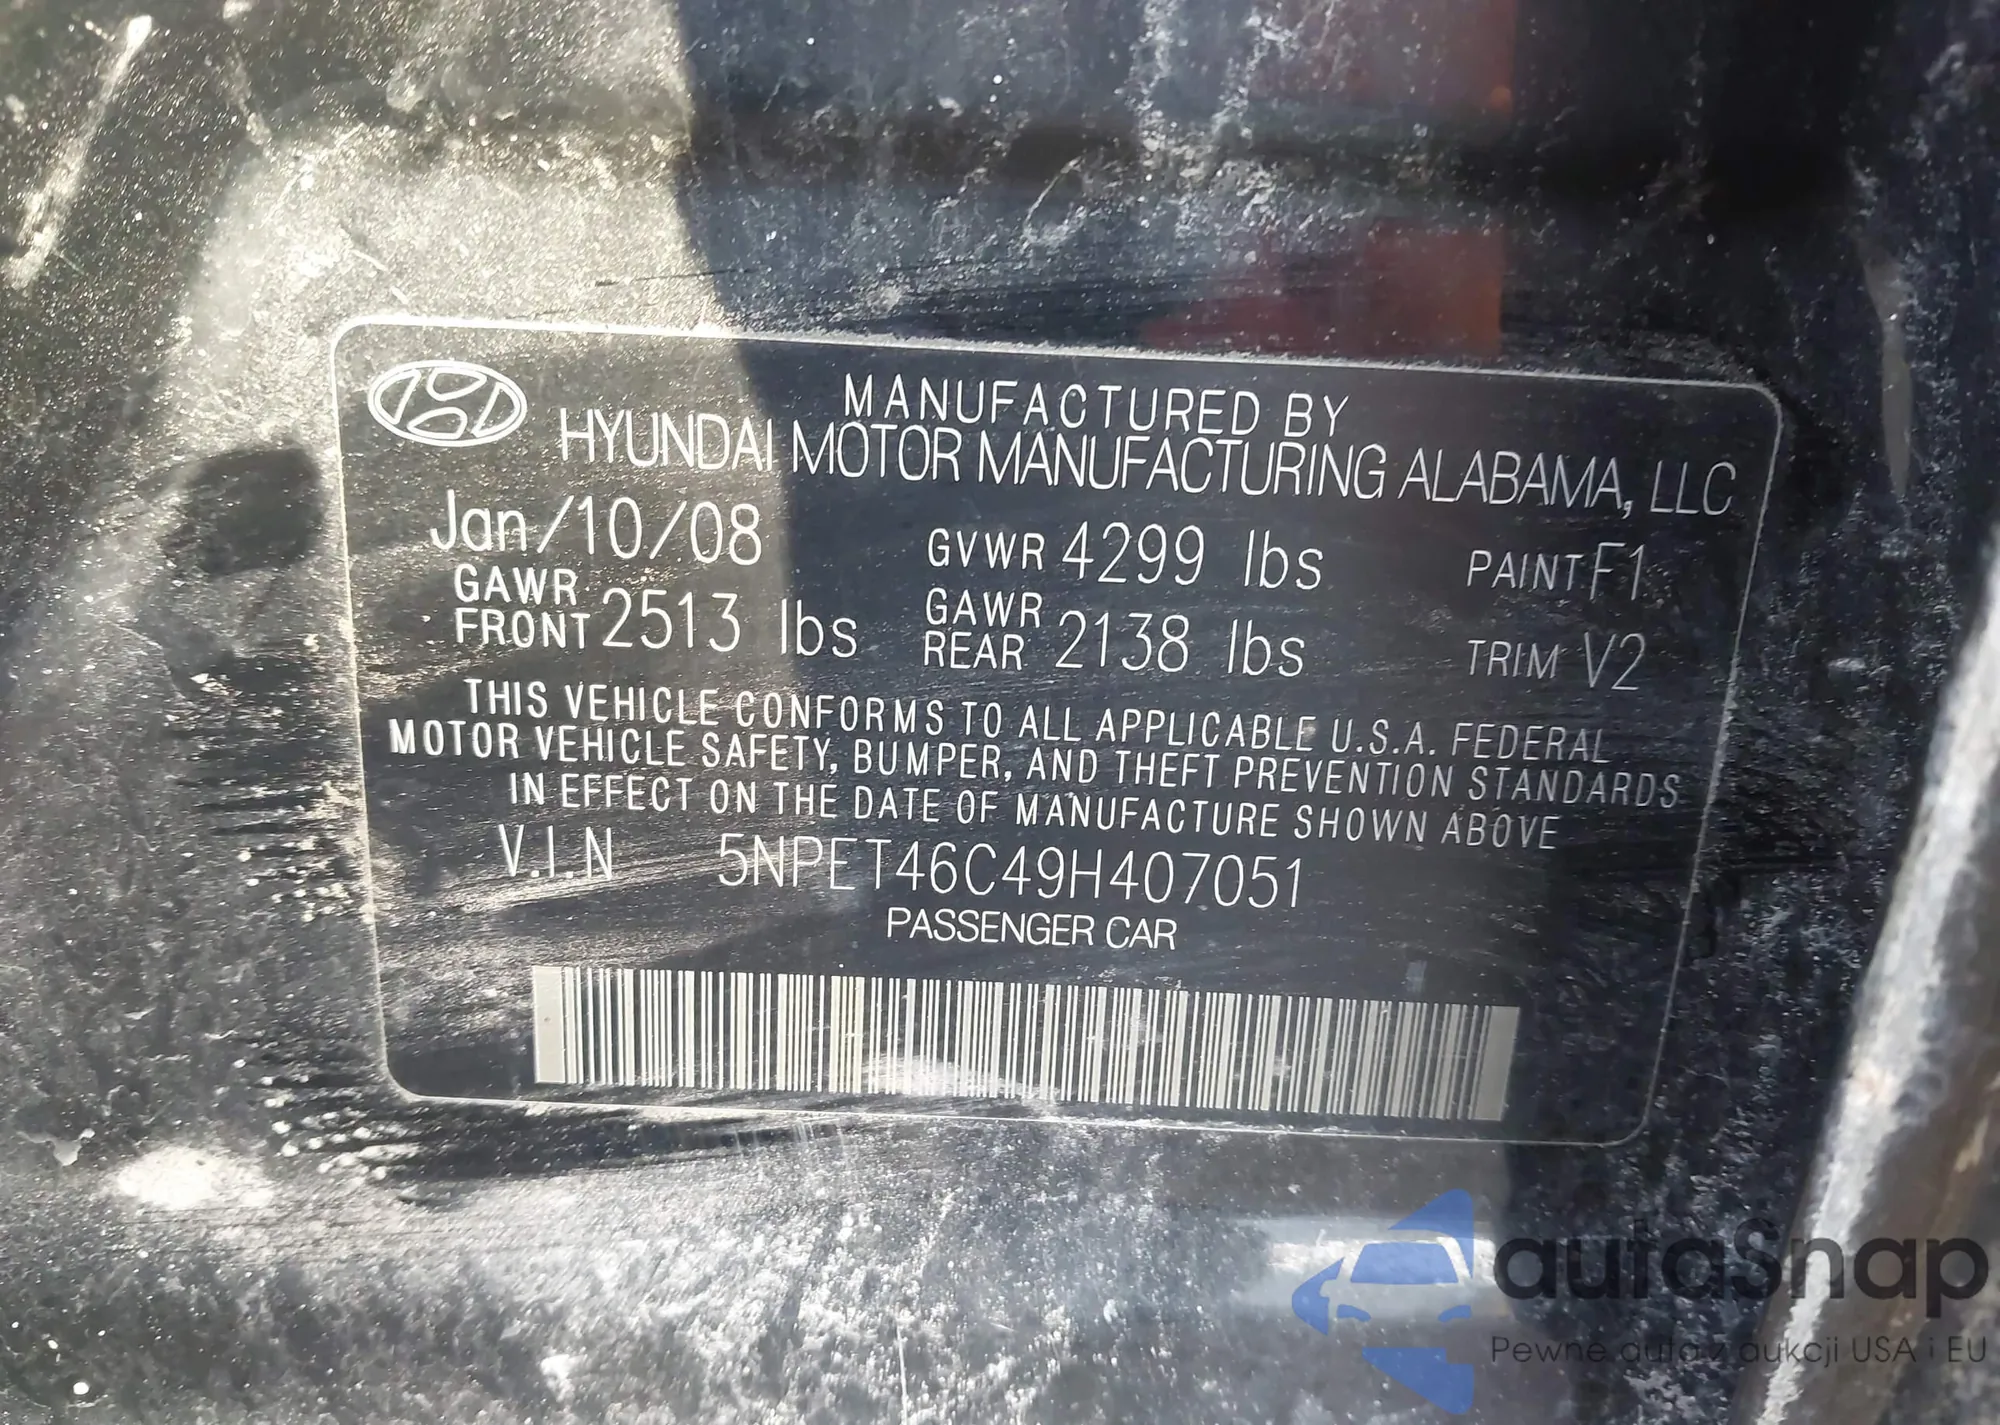 MANUFACTURED BY
HYUNDAI MOTOR MANUFACTURING ALABAMA, LLC
Jan/10/08 GVWR 4299 lbs PAINT F1
GAWR FRONT 2513 lbs GAWR REAR 2138 lbs TRIM V2
THIS VEHICLE CONFORMS TO ALL APPLICABLE U.S.A. FEDERAL
MOTOR VEHICLE SAFETY, BUMPER, AND THEFT PREVENTION STANDARDS
IN EFFECT ON THE DATE OF MANUFACTURE SHOWN ABOVE
V.I.N 5NPET46C49H407051
PASSENGER CAR
autaSnap
Pewne auta z aukcji USA i EU